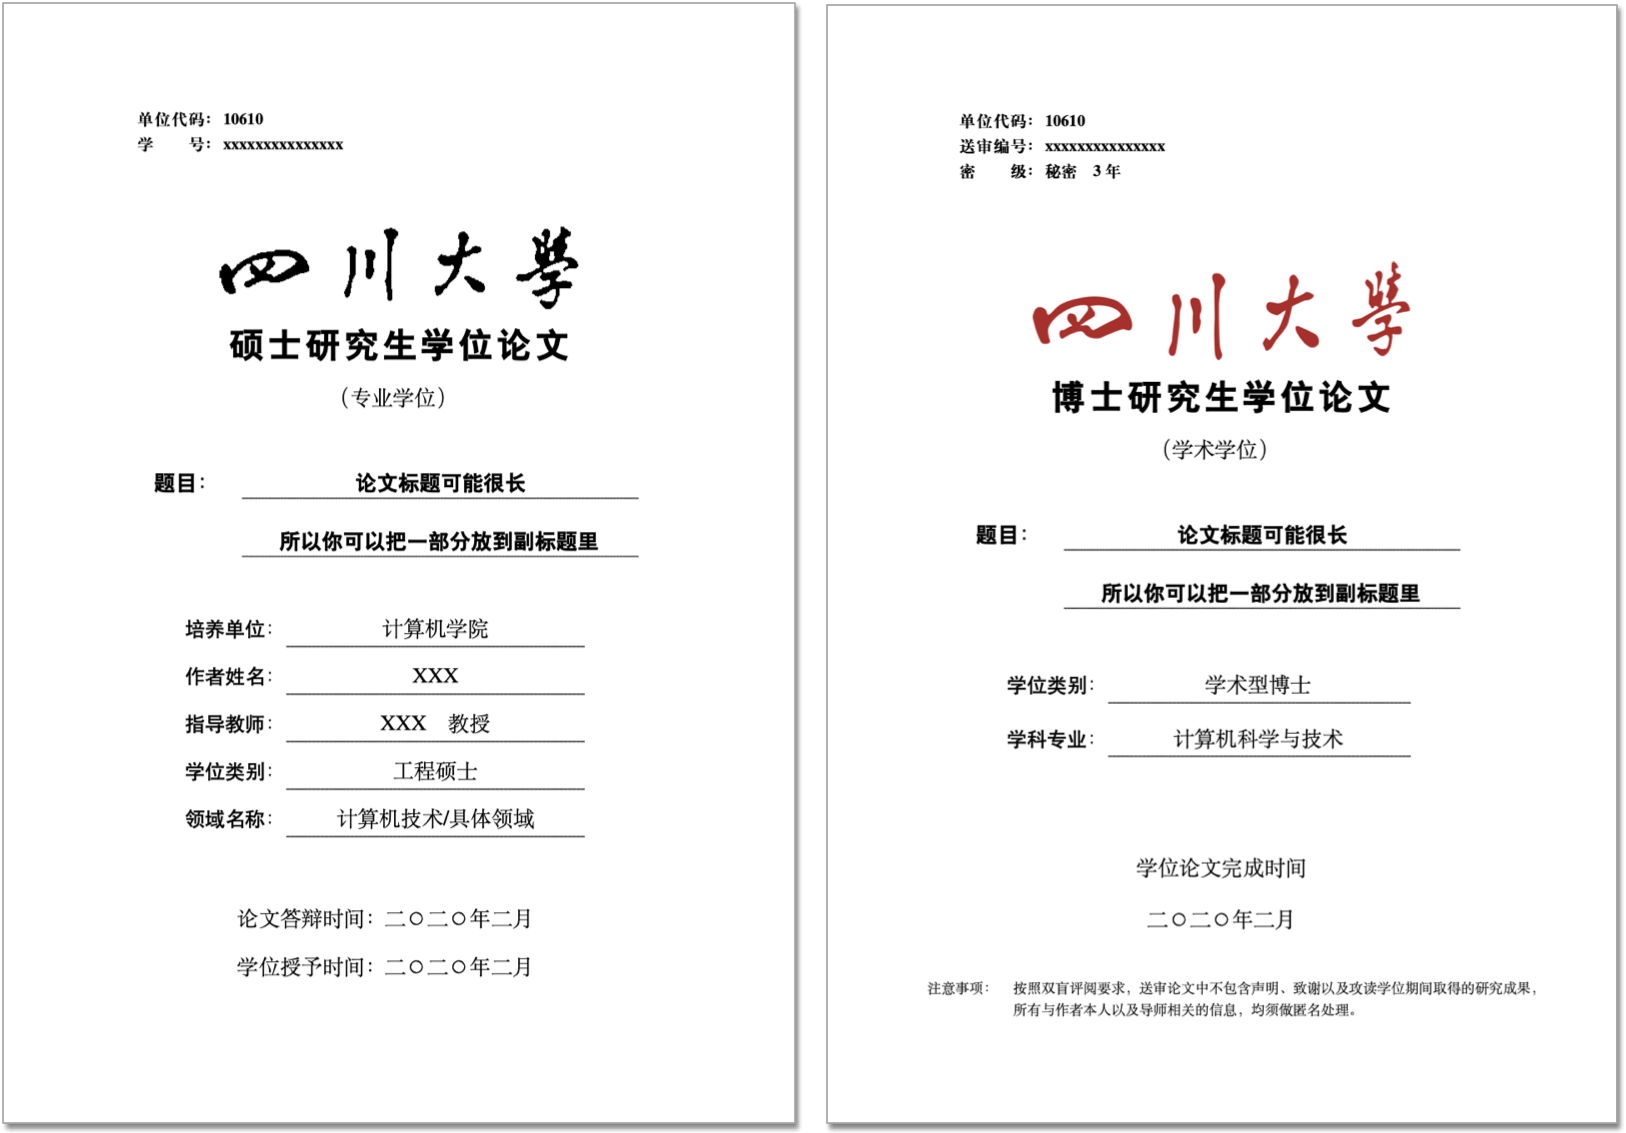 单位代码：10610
学　　号：xxxxxxxxxxxxxxx
四川大學
硕士研究生学位论文
（专业学位）
题目：论文标题可能很长
所以你可以把一部分放到副标题里
培养单位：计算机学院
作者姓名：XXX
指导教师：XXX　教授
学位类别：工程硕士
领域名称：计算机技术/具体领域
论文答辩时间：二〇二〇年二月
学位授予时间：二〇二〇年二月
单位代码：10610
送审编号：xxxxxxxxxxxxxxx
密　　级：秘密　3 年
四川大學
博士研究生学位论文
（学术学位）
题目：论文标题可能很长
所以你可以把一部分放到副标题里
学位类别：学术型博士
学科专业：计算机科学与技术
学位论文完成时间
二〇二〇年二月
注意事项：按照双盲评阅要求，送审论文中不包含声明、致谢以及攻读学位期间取得的研究成果，
所有与作者本人以及导师相关的信息，均须做匿名处理。